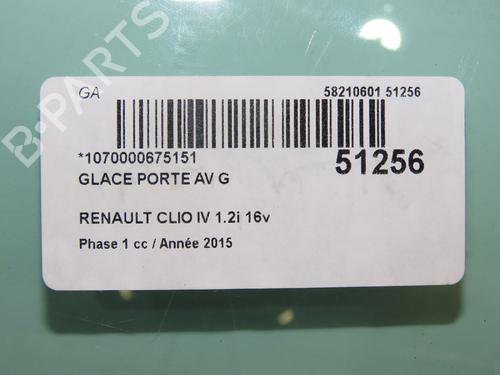 B-PARTS
GA
58210601 51256
*1070000675151
51256
GLACE PORTE AV G
RENAULT CLIO IV 1.2i 16v
Phase 1 cc / Année 2015